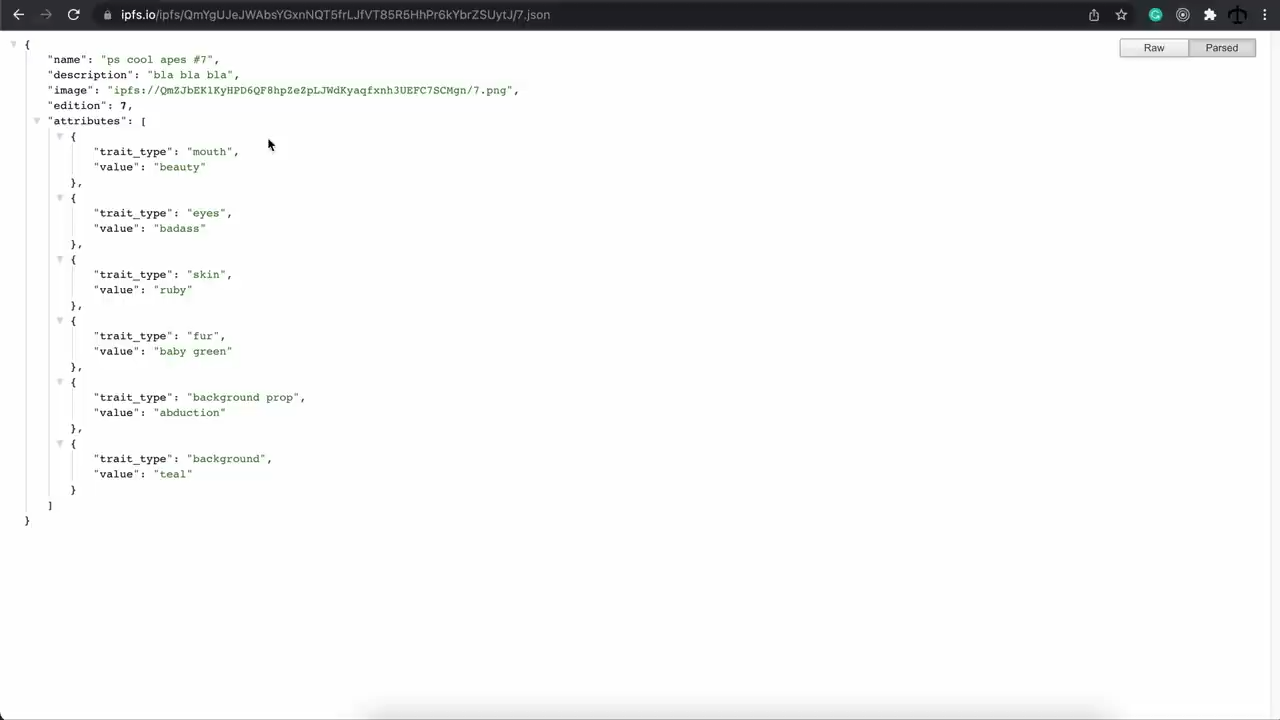 ipfs.io/ipfs/QmYgUJeJWAbsYGxnNQT5frLJfVT85R5HhPr6kYbrZSUytJ/7.json
Raw Parsed
{
"name": "ps cool apes #7",
"description": "bla bla bla",
"image": "ipfs://QmZJbEK1KyHPD6QF8hpZeZpLJWdKyaqfxnh3UEFC7SCMgn/7.png",
"edition": 7,
"attributes": [
{
"trait_type": "mouth",
"value": "beauty"
},
{
"trait_type": "eyes",
"value": "badass"
},
{
"trait_type": "skin",
"value": "ruby"
},
{
"trait_type": "fur",
"value": "baby green"
},
{
"trait_type": "background prop",
"value": "abduction"
},
{
"trait_type": "background",
"value": "teal"
}
]
}